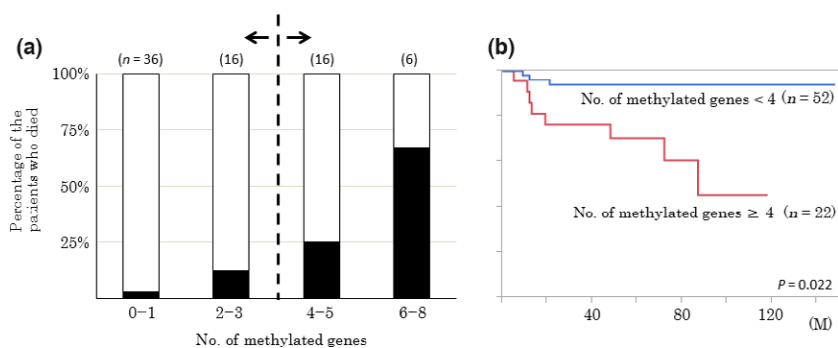 (a)
(n = 36)
(16)
(16)
(6)
100%
75%
50%
25%
Percentage of the
patients who died
0–1
2–3
4–5
6–8
No. of methylated genes
(b)
No. of methylated genes < 4 (n = 52)
No. of methylated genes ≥ 4 (n = 22)
P = 0.022
40
80
120
(M)